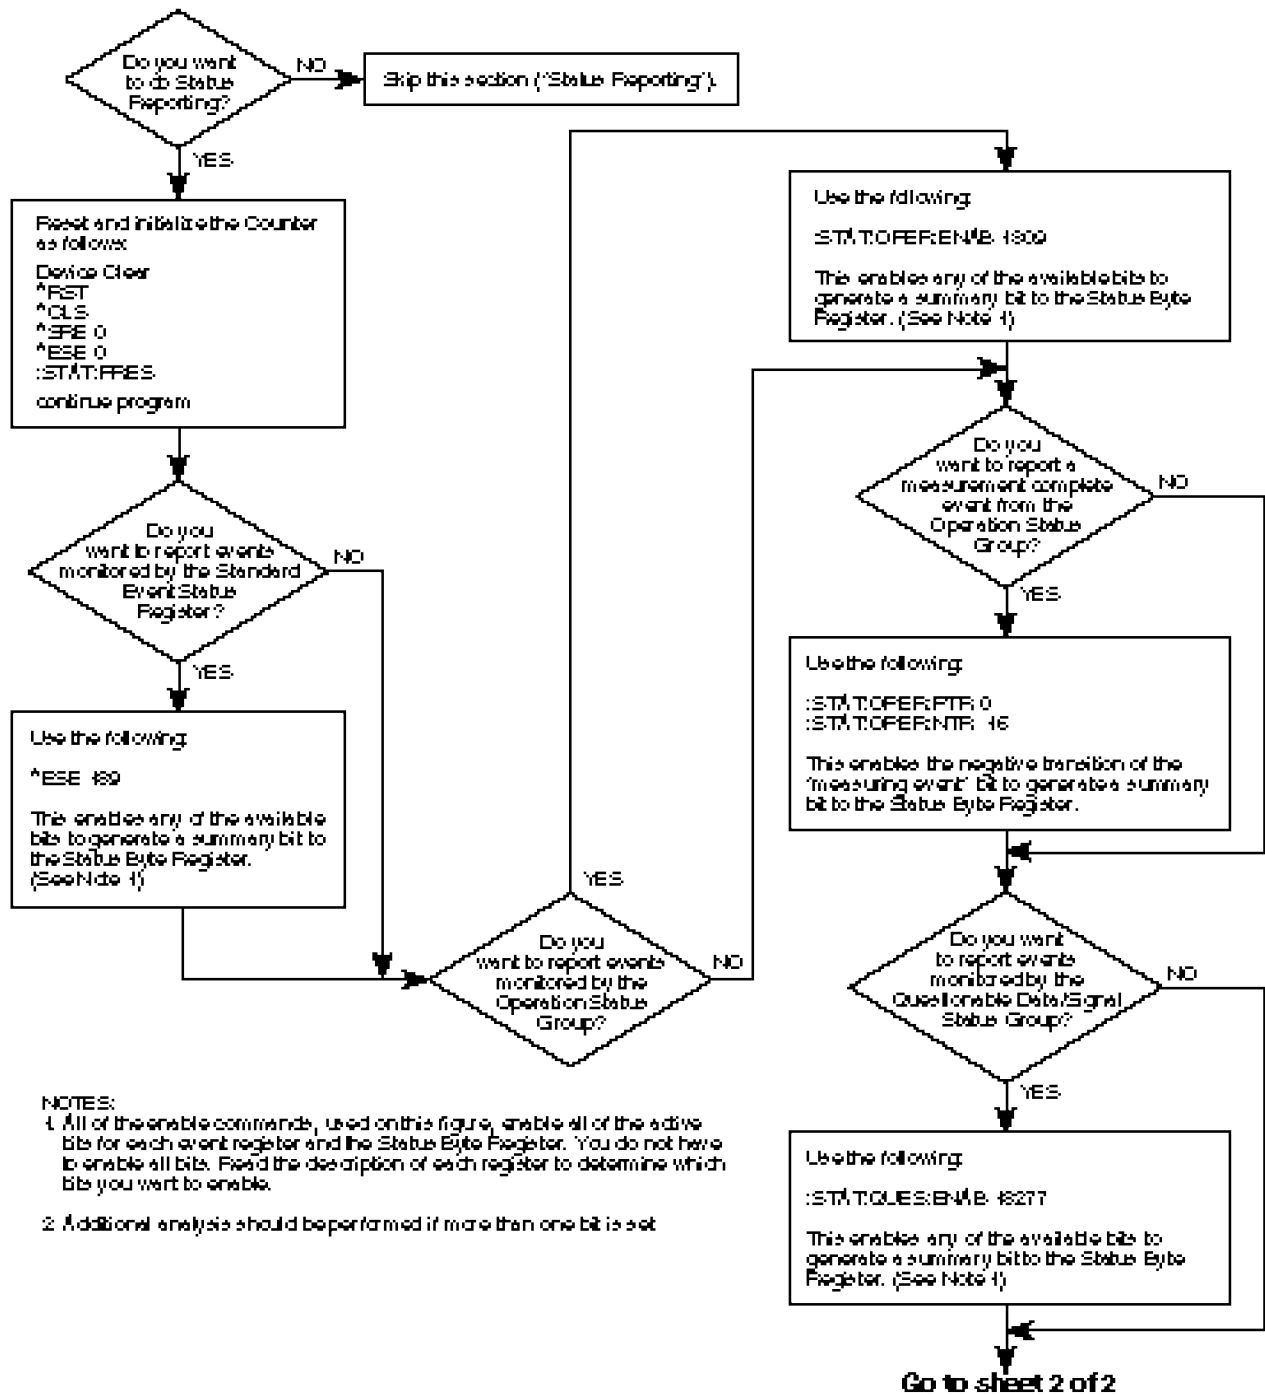 Do you want
to do Status
Reporting?
NO
Skip this section ("Status Reporting").
YES
Reset and initialize the Counter
as follows:
Device Clear
*RST
*CLS
*SRE 0
*ESE 0
:STAT:PRES
continue program
Do you
want to report events
monitored by the Standard
Event Status
Register?
NO
YES
Use the following:
*ESE
This enables any of the available
bits to generate a summary bit to
the Status Byte Register.
(See Note 1)
Do you
want to report events
monitored by the
Operation Status
Group?
YES
NO
Use the following:
:STAT:OPER:ENAB
This enables any of the available bits to
generate a summary bit to the Status Byte
Register. (See Note 1)
Do you
want to report a
measurement complete
event from the
Operation Status
Group?
NO
YES
Use the following:
:STAT:OPER:PTR 0
:STAT:OPER:NTR 16
This enables the negative transition of the
"measuring event" bit to generate a summary
bit to the Status Byte Register.
Do you want
to report events
monitored by the
Questionable Data/Signal
Status Group?
NO
YES
Use the following:
:STAT:QUES:ENAB
This enables any of the available bits to
generate a summary bit to the Status Byte
Register. (See Note 1)
Go to sheet 2 of 2
NOTES:
1. All of the enable commands, used on this figure, enable all of the active
bits for each event register and the Status Byte Register. You do not have
to enable all bits. Read the description of each register to determine which
bits you want to enable.
2. Additional analysis should be performed if more than one bit is set